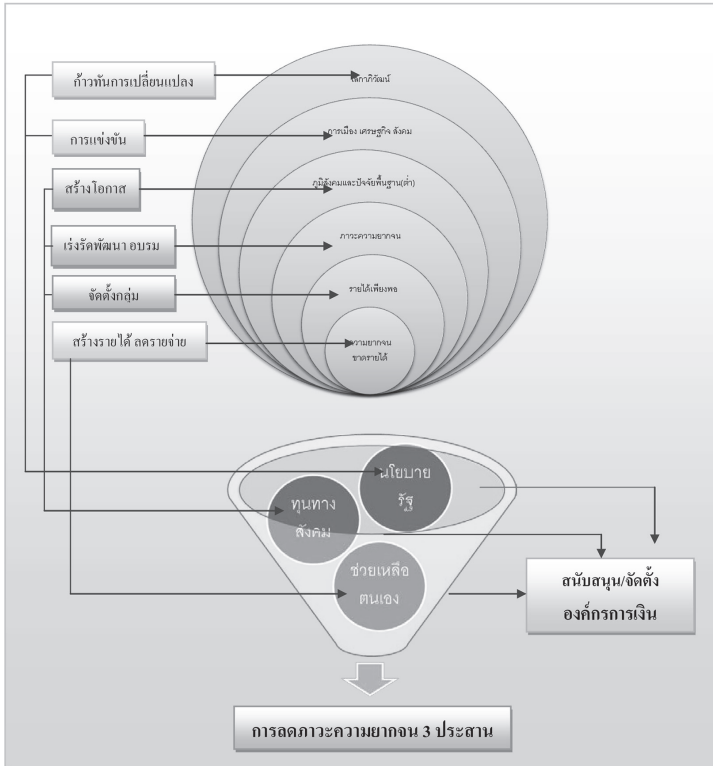 ก้าวทันการเปลี่ยนแปลง
โลกาภิวัฒน์
การแข่งขัน
การเมือง เศรษฐกิจ สังคม
สร้างโอกาส
ภูมิสังคมและปัจจัยพื้นฐาน(ต่ำ)
เร่งรัดพัฒนา อบรม
ภาวะความยากจน
จัดตั้งกลุ่ม
รายได้เพียงพอ
สร้างรายได้ ลดรายจ่าย
ความยากจน
ขาดรายได้
นโยบาย
รัฐ
ทุนทาง
สังคม
ช่วยเหลือ
ตนเอง
สนับสนุน/จัดตั้ง
องค์กรการเงิน
การลดภาวะความยากจน 3 ประสาน